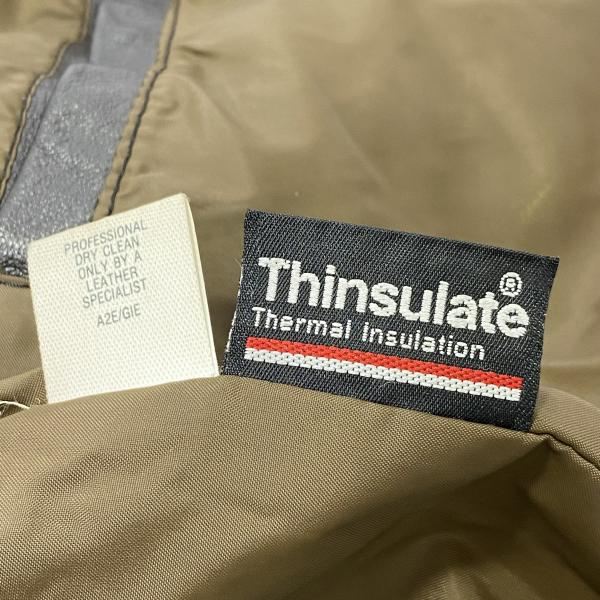 PROFESSIONAL
DRY CLEAN
ONLY BY A
LEATHER
SPECIALIST
A2E/GIE
Thinsulate®
Thermal Insulation